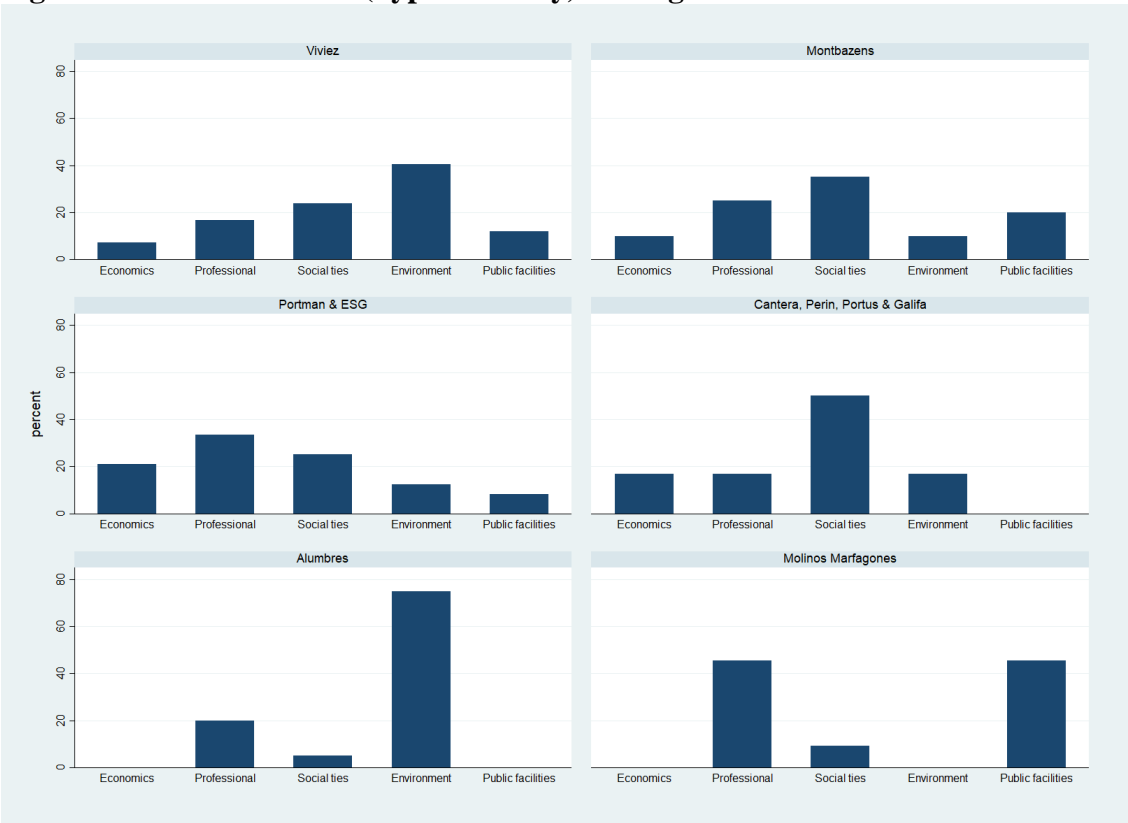 Viviez
Montbazens
80
60
40
20
0
Economics Professional Social ties Environment Public facilities
Economics Professional Social ties Environment Public facilities
Portman & ESG
Cantera, Perin, Portus & Galifa
percent
80
60
40
20
0
Economics Professional Social ties Environment Public facilities
Economics Professional Social ties Environment Public facilities
Alumbres
Molinos Marfagones
80
60
40
20
0
Economics Professional Social ties Environment Public facilities
Economics Professional Social ties Environment Public facilities